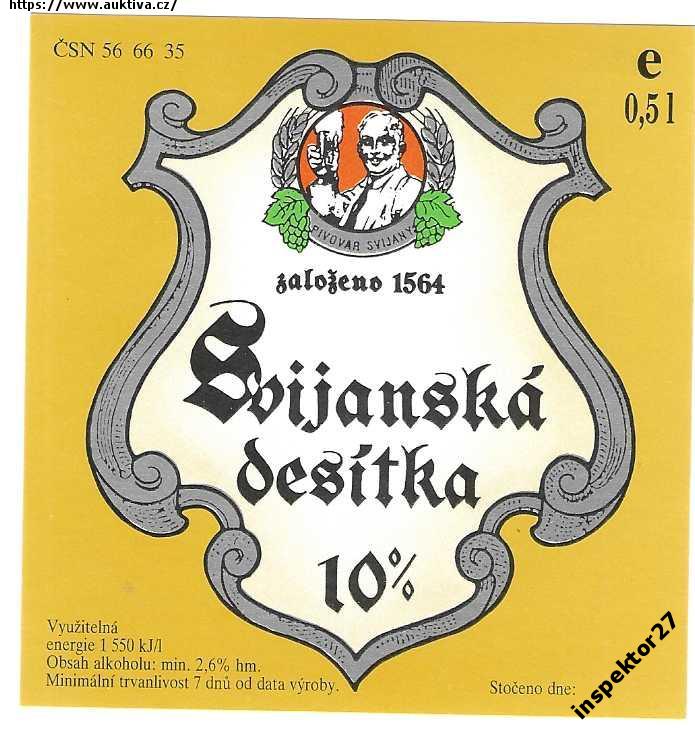 https://www.auktiva.cz/
ČSN 56 66 35
e
0,5 l
PIVOVAR SVIJANY
založeno 1564
Svijanská
desítka
10%
Využitelná
energie 1 550 kJ/l
Obsah alkoholu: min. 2,6% hm.
Minimální trvanlivost 7 dnů od data výroby.
Stočeno dne:
inspektor27